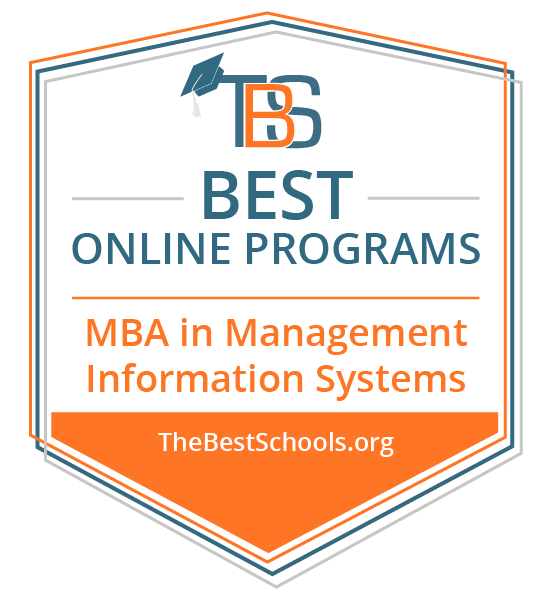 TBS
BEST
ONLINE PROGRAMS
MBA in Management
Information Systems
TheBestSchools.org